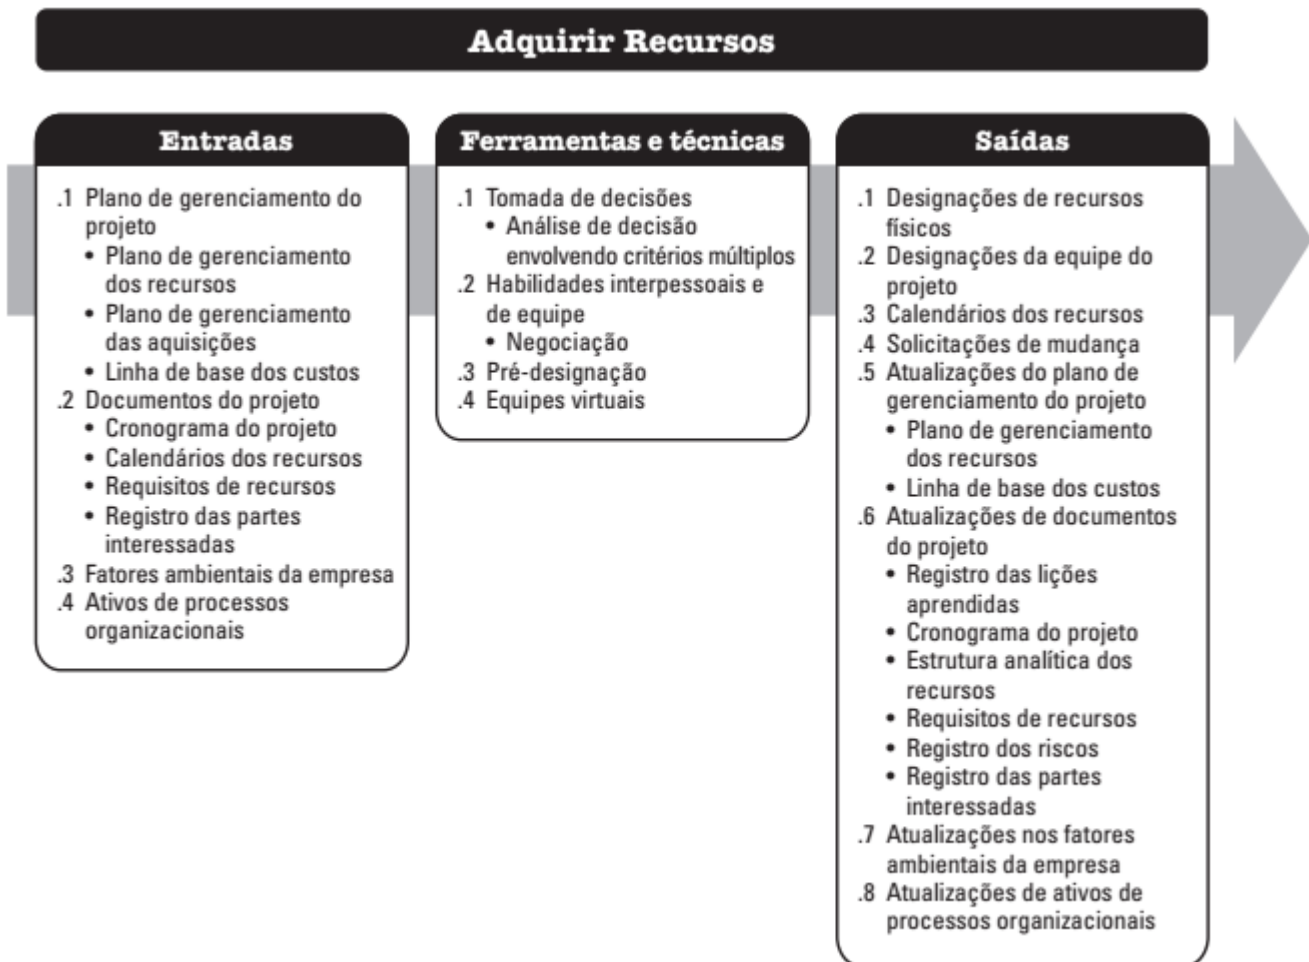 Adquirir Recursos
Entradas
.1 Plano de gerenciamento do
projeto
• Plano de gerenciamento
dos recursos
• Plano de gerenciamento
das aquisições
• Linha de base dos custos
.2 Documentos do projeto
• Cronograma do projeto
• Calendários dos recursos
• Requisitos de recursos
• Registro das partes
interessadas
.3 Fatores ambientais da empresa
.4 Ativos de processos
organizacionais
Ferramentas e técnicas
.1 Tomada de decisões
• Análise de decisão
envolvendo critérios múltiplos
.2 Habilidades interpessoais e
de equipe
• Negociação
.3 Pré-designação
.4 Equipes virtuais
Saídas
.1 Designações de recursos
físicos
.2 Designações da equipe do
projeto
.3 Calendários dos recursos
.4 Solicitações de mudança
.5 Atualizações do plano de
gerenciamento do projeto
• Plano de gerenciamento
dos recursos
• Linha de base dos custos
.6 Atualizações de documentos
do projeto
• Registro das lições
aprendidas
• Cronograma do projeto
• Estrutura analítica dos
recursos
• Requisitos de recursos
• Registro dos riscos
• Registro das partes
interessadas
.7 Atualizações nos fatores
ambientais da empresa
.8 Atualizações de ativos de
processos organizacionais